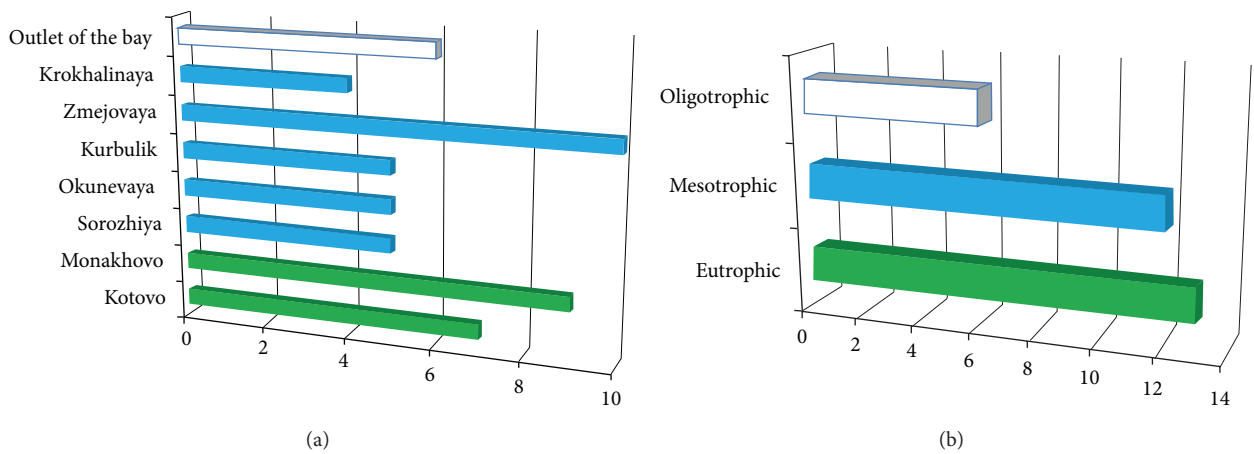 Outlet of the bay
Krokhalinaya
Zmejovaya
Kurbulik
Okunevaya
Sorozhiya
Monakhovo
Kotovo
0 2 4 6 8 10
(a)
Oligotrophic
Mesotrophic
Eutrophic
0 2 4 6 8 10 12 14
(b)